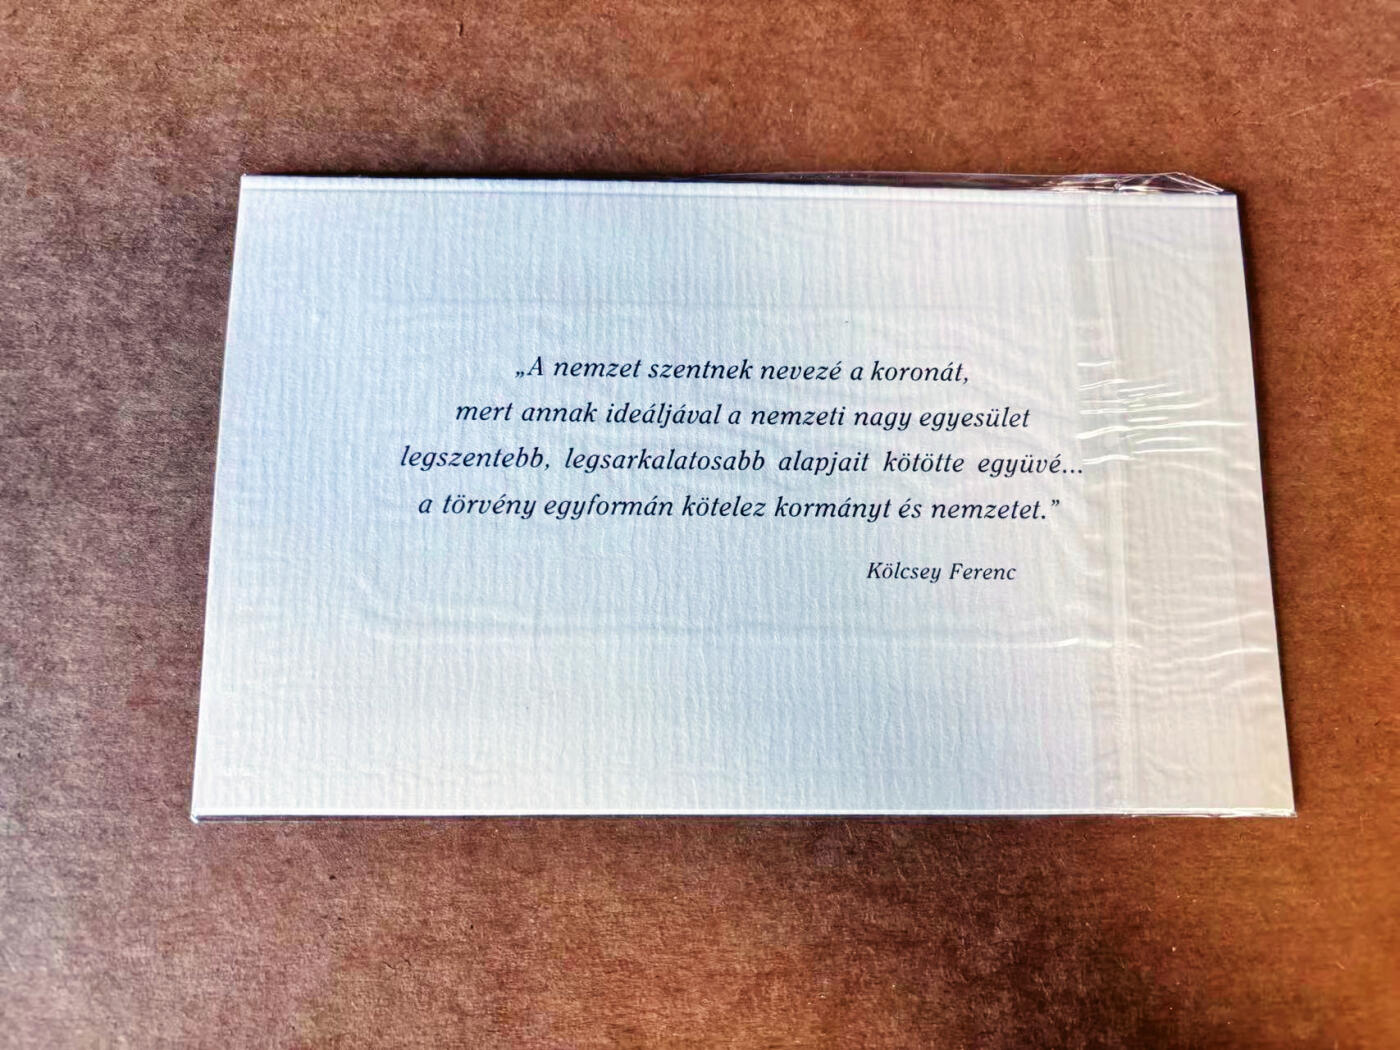 „A nemzet szentnek nevezé a koronát,
mert annak ideáljával a nemzeti nagy egyesület
legszentebb, legsarkalatosabb alapjait kötötte együvé...
a törvény egyformán kötelez kormányt és nemzetet.”
Kölcsey Ferenc